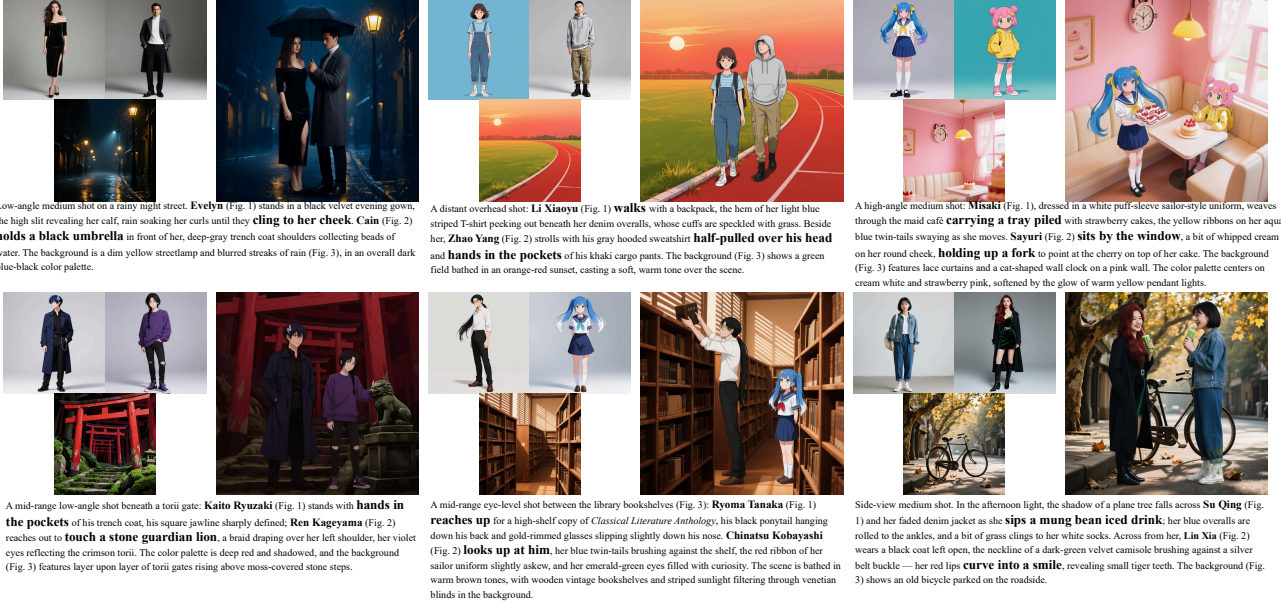 Low-angle medium shot on a rainy night street. Evelyn (Fig. 1) stands in a black velvet evening gown,
the high slit revealing her calf, rain soaking her curls until they cling to her cheek. Cain (Fig. 2)
holds a black umbrella in front of her, deep-gray trench coat shoulders collecting beads of
water. The background is a dim yellow streetlamp and blurred streaks of rain (Fig. 3), in an overall dark
blue-black color palette.
A distant overhead shot: Li Xiaoyu (Fig. 1) walks with a backpack, the hem of her light blue
striped T-shirt peeking out beneath her denim overalls, whose cuffs are speckled with grass. Beside
her, Zhao Yang (Fig. 2) strolls with his gray hooded sweatshirt half-pulled over his head
and hands in the pockets of his khaki cargo pants. The background (Fig. 3) shows a green
field bathed in an orange-red sunset, casting a soft, warm tone over the scene.
A high-angle medium shot: Misaki (Fig. 1), dressed in a white puff-sleeve sailor-style uniform, weaves
through the maid café carrying a tray piled with strawberry cakes, the yellow ribbons on her aqua
blue twin-tails swaying as she moves. Sayuri (Fig. 2) sits by the window, a bit of whipped cream
on her round cheek, holding up a fork to point at the cherry on top of her cake. The background
(Fig. 3) features lace curtains and a cat-shaped wall clock on a pink wall. The color palette centers on
cream white and strawberry pink, softened by the glow of warm yellow pendant lights.
A mid-range low-angle shot beneath a torii gate: Kaito Ryuzaki (Fig. 1) stands with hands in
the pockets of his trench coat, his square jawline sharply defined; Ren Kageyama (Fig. 2)
reaches out to touch a stone guardian lion, a braid draping over her left shoulder, her violet
eyes reflecting the crimson torii. The color palette is deep red and shadowed, and the background
(Fig. 3) features layer upon layer of torii gates rising above moss-covered stone steps.
A mid-range eye-level shot between the library bookshelves (Fig. 3): Ryoma Tanaka (Fig. 1)
reaches up for a high-shelf copy of Classical Literature Anthology, his black ponytail hanging
down his back and gold-rimmed glasses slipping slightly down his nose. Chinatsu Kobayashi
(Fig. 2) looks up at him, her blue twin-tails brushing against the shelf, the red ribbon of her
sailor uniform slightly askew, and her emerald-green eyes filled with curiosity. The scene is bathed in
warm brown tones, with wooden vintage bookshelves and striped sunlight filtering through venetian
blinds in the background.
Side-view medium shot. In the afternoon light, the shadow of a plane tree falls across Su Qing (Fig.
1) and her faded denim jacket as she sips a mung bean iced drink; her blue overalls are
rolled to the ankles, and a bit of grass clings to her white socks. Across from her, Lin Xia (Fig. 2)
wears a black coat left open, the neckline of a dark-green velvet camisole brushing against a silver
belt buckle — her red lips curve into a smile, revealing small tiger teeth. The background (Fig.
3) shows an old bicycle parked on the roadside.